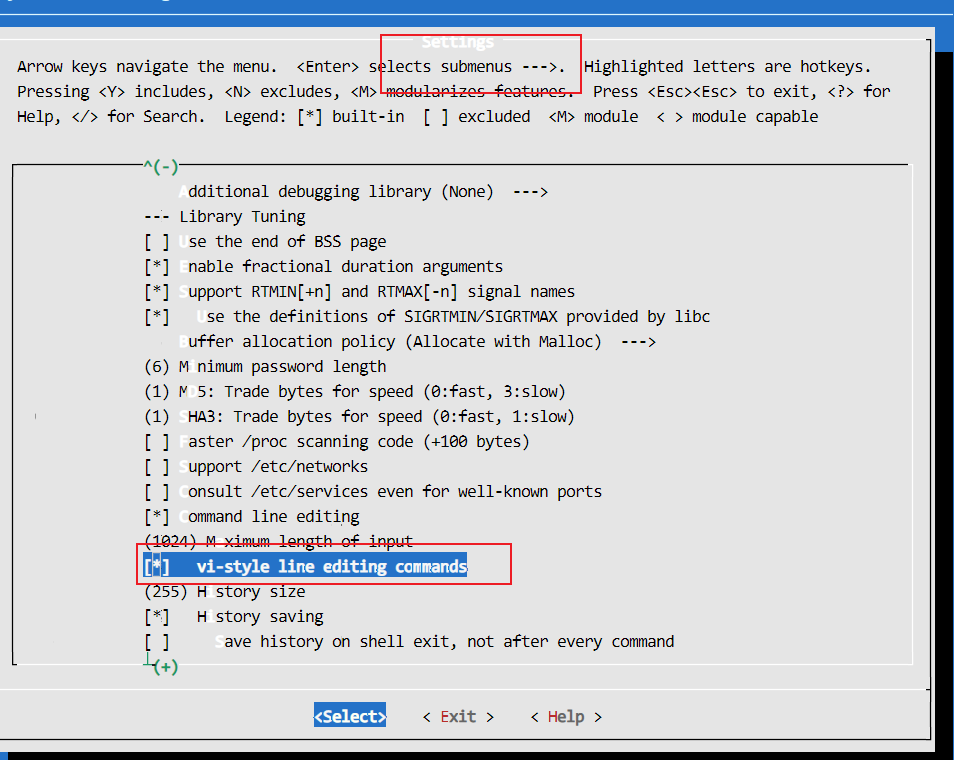 Settings
Arrow keys navigate the menu.  <Enter> selects submenus --->.  Highlighted letters are hotkeys.
Pressing <Y> includes, <N> excludes, <M> modularizes features.  Press <Esc><Esc> to exit, <?> for
Help, </> for Search.  Legend: [*] built-in  [ ] excluded  <M> module  < > module capable
^(-)
Additional debugging library (None)  --->
--- Library Tuning
[ ] Use the end of BSS page
[*] Enable fractional duration arguments
[*] Support RTMIN[+n] and RTMAX[-n] signal names
[*]   Use the definitions of SIGRTMIN/SIGRTMAX provided by libc
Buffer allocation policy (Allocate with Malloc)  --->
(6) Minimum password length
(1) MD5: Trade bytes for speed (0:fast, 3:slow)
(1) SHA3: Trade bytes for speed (0:fast, 1:slow)
[ ] Faster /proc scanning code (+100 bytes)
[ ] Support /etc/networks
[ ] Consult /etc/services even for well-known ports
[*] Command line editing
(1024) Maximum length of input
[*]   vi-style line editing commands
(255) History size
[*]   History saving
[ ]     Save history on shell exit, not after every command
(+)
<Select>    < Exit >    < Help >